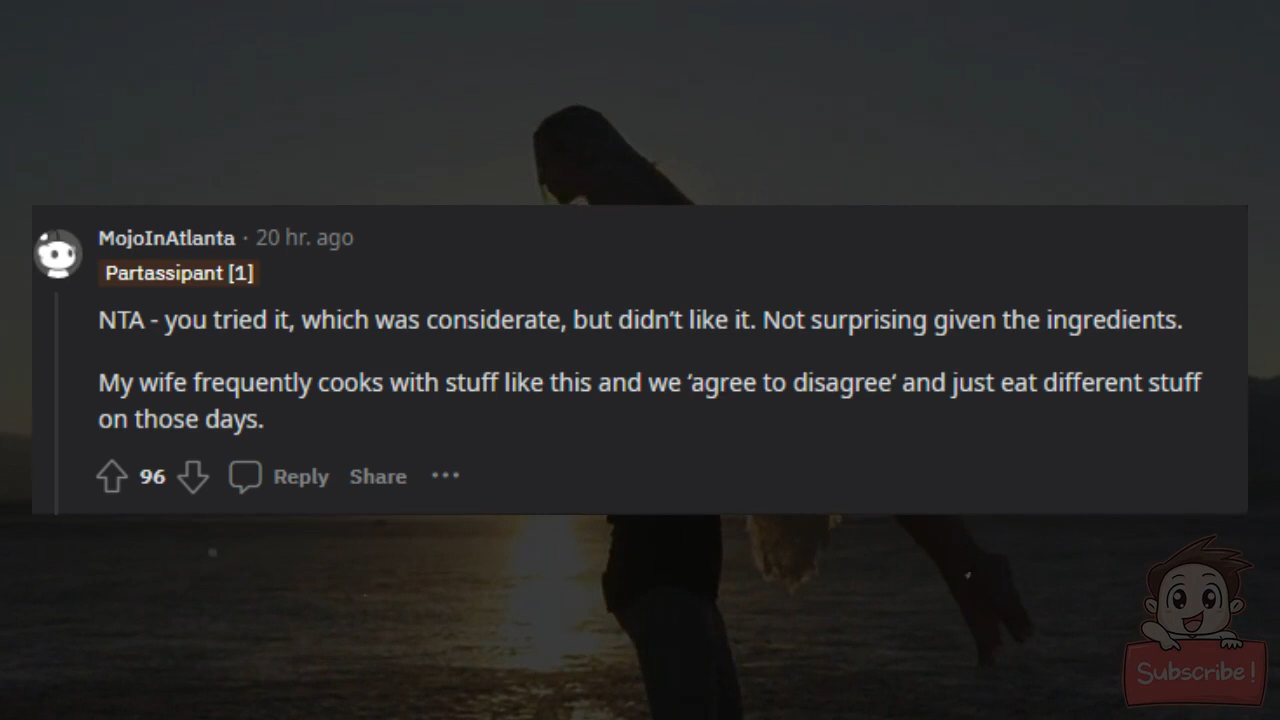 MojoInAtlanta · 20 hr. ago
Partassipant [1]
NTA - you tried it, which was considerate, but didn’t like it. Not surprising given the ingredients.
My wife frequently cooks with stuff like this and we ‘agree to disagree‘ and just eat different stuff
on those days.
96 Reply Share ···
Subscribe!